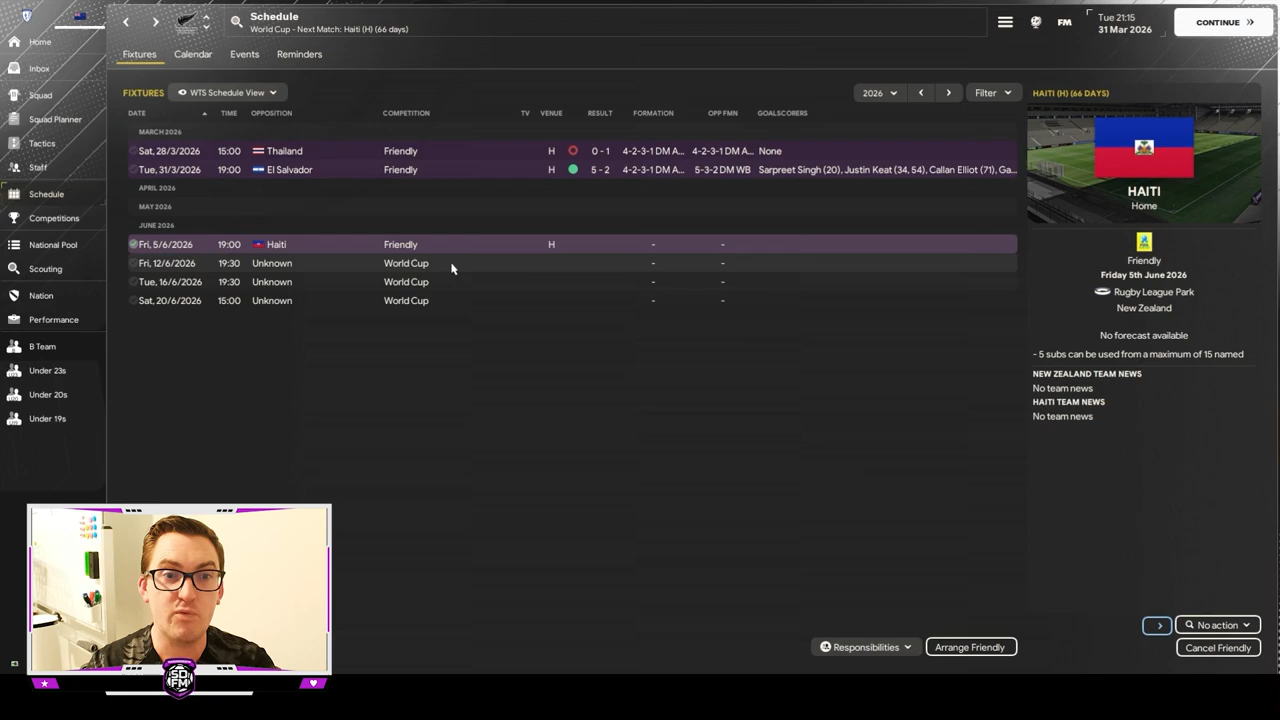 Schedule
World Cup - Next Match: Haiti (H) (66 days)
FM
Tue 21:15
31 Mar 2026
CONTINUE
Home
Inbox
Squad
Squad Planner
Tactics
Staff
Schedule
Competitions
National Pool
Scouting
Nation
Performance
B Team
Under 23s
Under 20s
Under 19s
Fixtures Calendar Events Reminders
FIXTURES WTS Schedule View 2026 Filter
DATE TIME OPPOSITION COMPETITION TV VENUE RESULT FORMATION OPP FMN GOALSCORERS
MARCH 2026
Sat, 28/3/2026 15:00 Thailand Friendly H 0 - 1 4-2-3-1 DM A... 4-2-3-1 DM A... None
Tue, 31/3/2026 19:00 El Salvador Friendly H 5 - 2 4-2-3-1 DM A... 5-3-2 DM WB Sarpreet Singh (20), Justin Keat (34, 54), Callan Elliot (71), Ga...
APRIL 2026
MAY 2026
JUNE 2026
Fri, 5/6/2026 19:00 Haiti Friendly H - -
Fri, 12/6/2026 19:30 Unknown World Cup - -
Tue, 16/6/2026 19:30 Unknown World Cup - -
Sat, 20/6/2026 15:00 Unknown World Cup - -
HAITI (H) (66 DAYS)
HAITI
Home
Friendly
Friday 5th June 2026
Rugby League Park
New Zealand
No forecast available
- 5 subs can be used from a maximum of 15 named
NEW ZEALAND TEAM NEWS
No team news
HAITI TEAM NEWS
No team news
No action
Responsibilities Arrange Friendly Cancel Friendly
SDFM